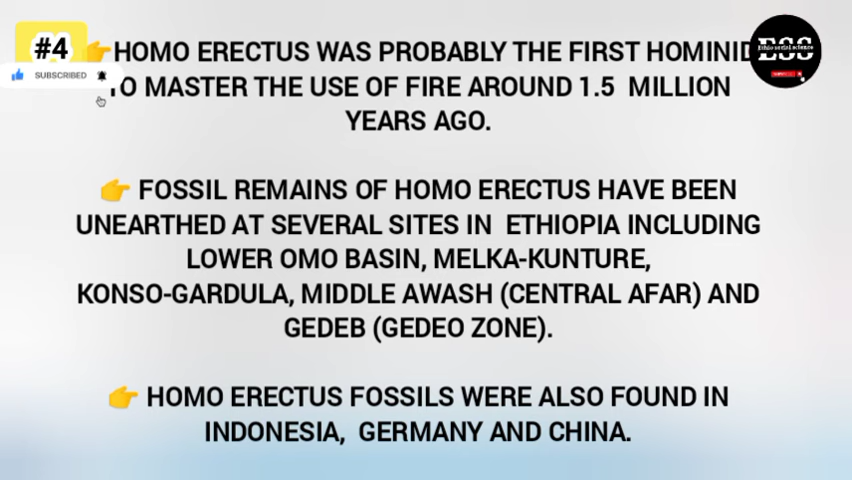 #4
👉HOMO ERECTUS WAS PROBABLY THE FIRST HOMINID
SUBSCRIBED
TO MASTER THE USE OF FIRE AROUND 1.5 MILLION
YEARS AGO.
👉 FOSSIL REMAINS OF HOMO ERECTUS HAVE BEEN
UNEARTHED AT SEVERAL SITES IN ETHIOPIA INCLUDING
LOWER OMO BASIN, MELKA-KUNTURE,
KONSO-GARDULA, MIDDLE AWASH (CENTRAL AFAR) AND
GEDEB (GEDEO ZONE).
👉 HOMO ERECTUS FOSSILS WERE ALSO FOUND IN
INDONESIA, GERMANY AND CHINA.
ESS
Ethio social science